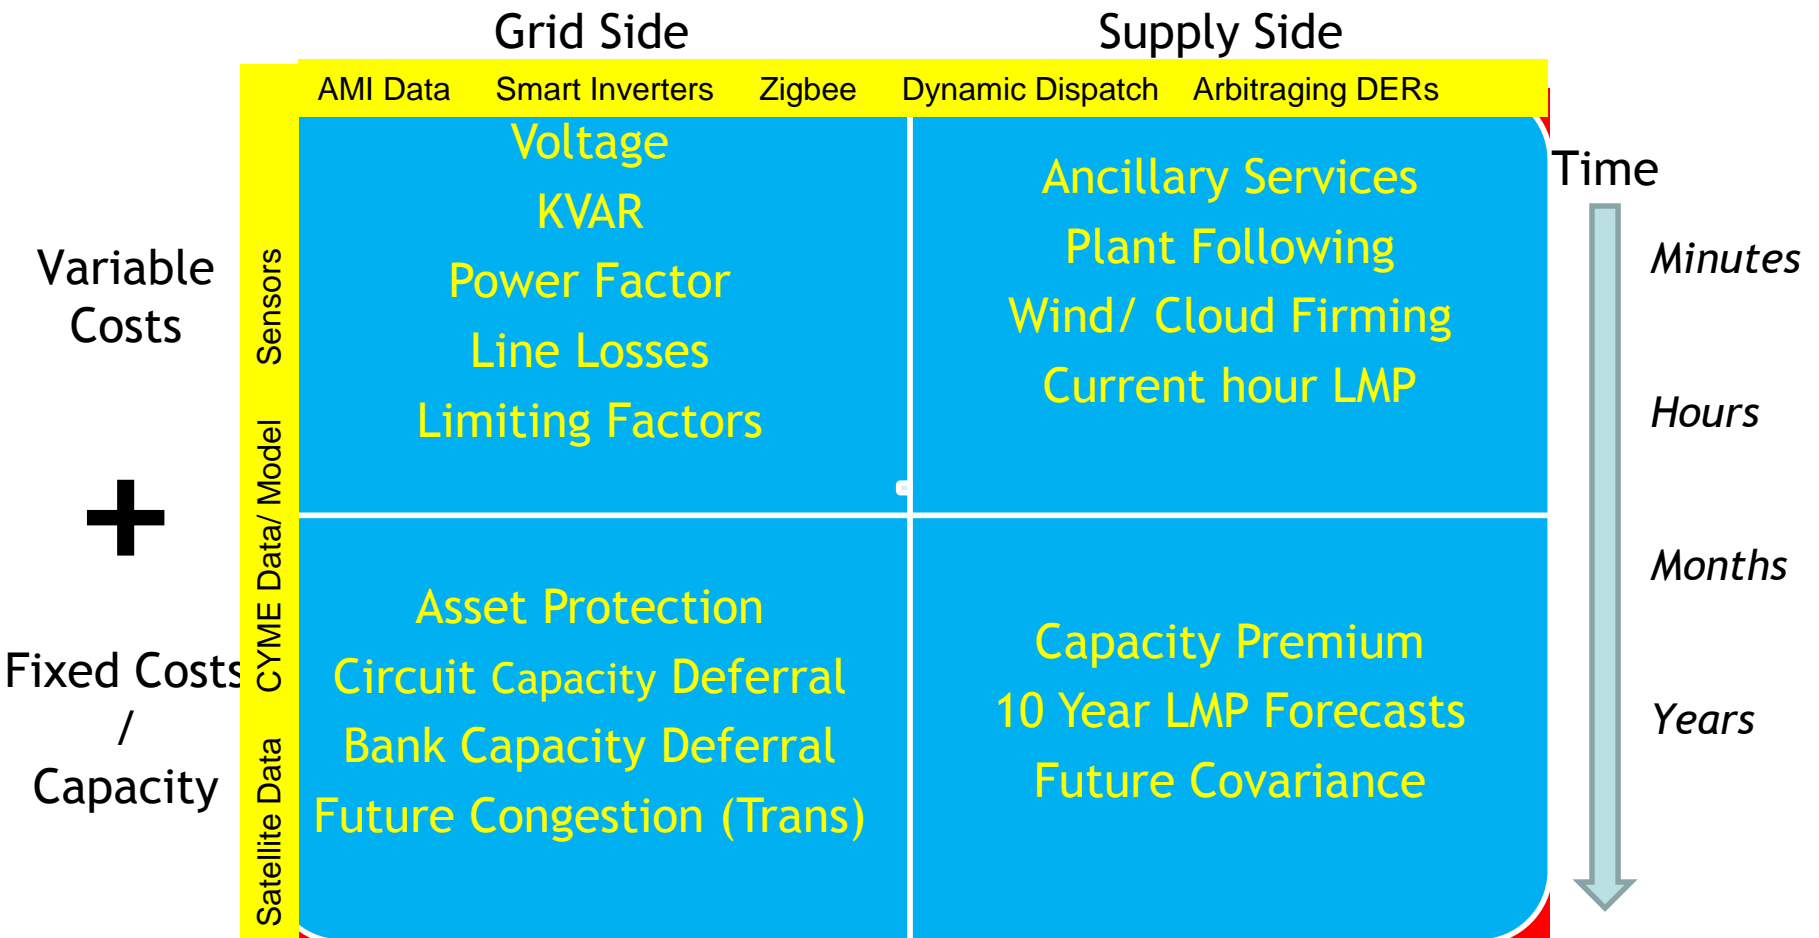 Grid Side
Supply Side
AMI Data Smart Inverters Zigbee Dynamic Dispatch Arbitraging DERs
Variable
Costs
+
Fixed Costs
/
Capacity
Sensors
CYME Data/ Model
Satellite Data
Voltage
KVAR
Power Factor
Line Losses
Limiting Factors
Ancillary Services
Plant Following
Wind/ Cloud Firming
Current hour LMP
Asset Protection
Circuit Capacity Deferral
Bank Capacity Deferral
Future Congestion (Trans)
Capacity Premium
10 Year LMP Forecasts
Future Covariance
Time
Minutes
Hours
Months
Years